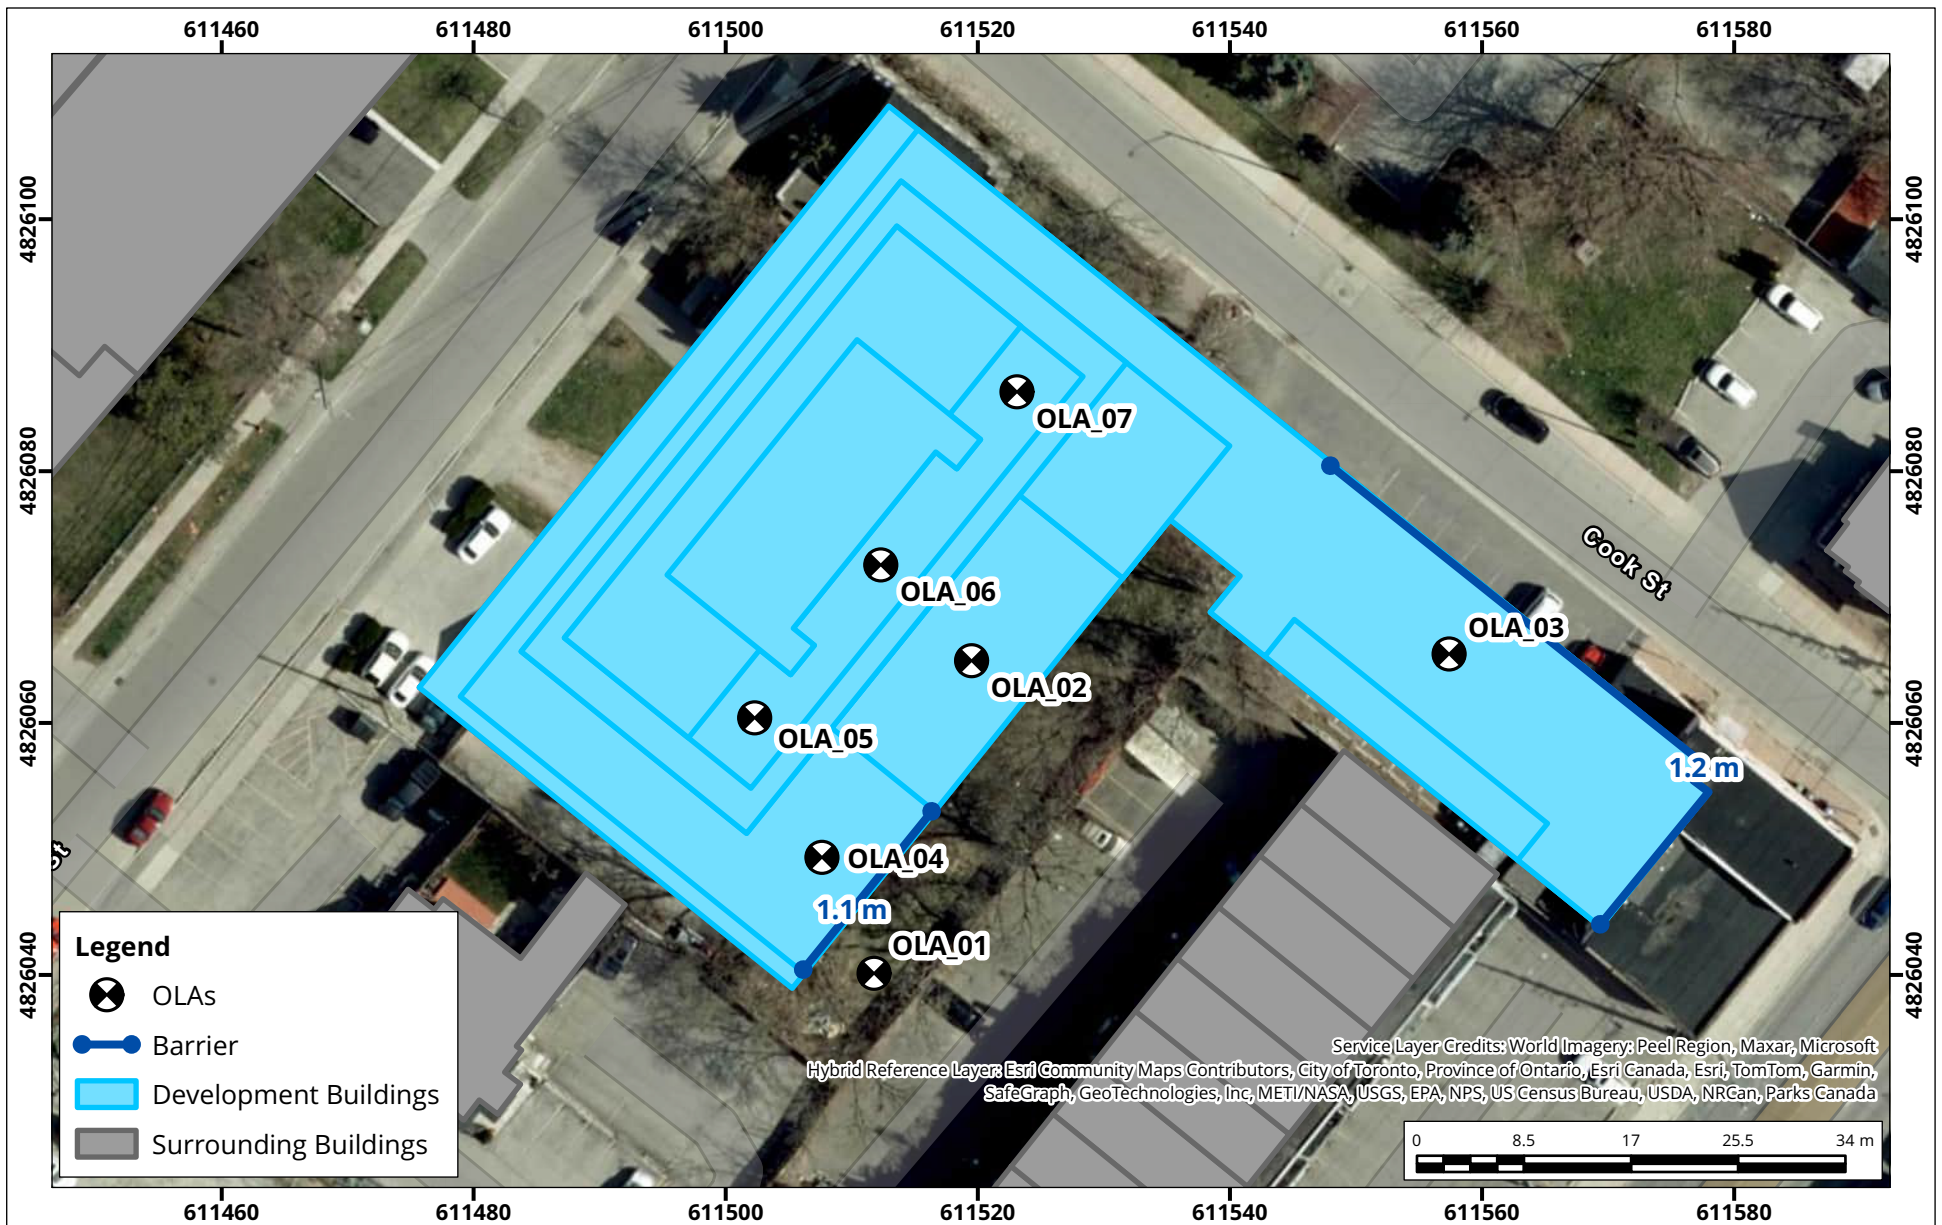 611460 611480 611500 611520 611540 611560 611580
4826100
4826100
4826080
4826080
4826060
4826060
4826040
4826040
OLA_07
OLA_06
OLA_03
OLA_02
OLA_05
OLA_04
OLA_01
Cook St
St
1.2 m
1.1 m
Legend
OLAs
Barrier
Development Buildings
Surrounding Buildings
Service Layer Credits: World Imagery: Peel Region, Maxar, Microsoft
Hybrid Reference Layer: Esri Community Maps Contributors, City of Toronto, Province of Ontario, Esri Canada, Esri, TomTom, Garmin,
SafeGraph, GeoTechnologies, Inc, METI/NASA, USGS, EPA, NPS, US Census Bureau, USDA, NRCan, Parks Canada
0 8.5 17 25.5 34 m
611460 611480 611500 611520 611540 611560 611580